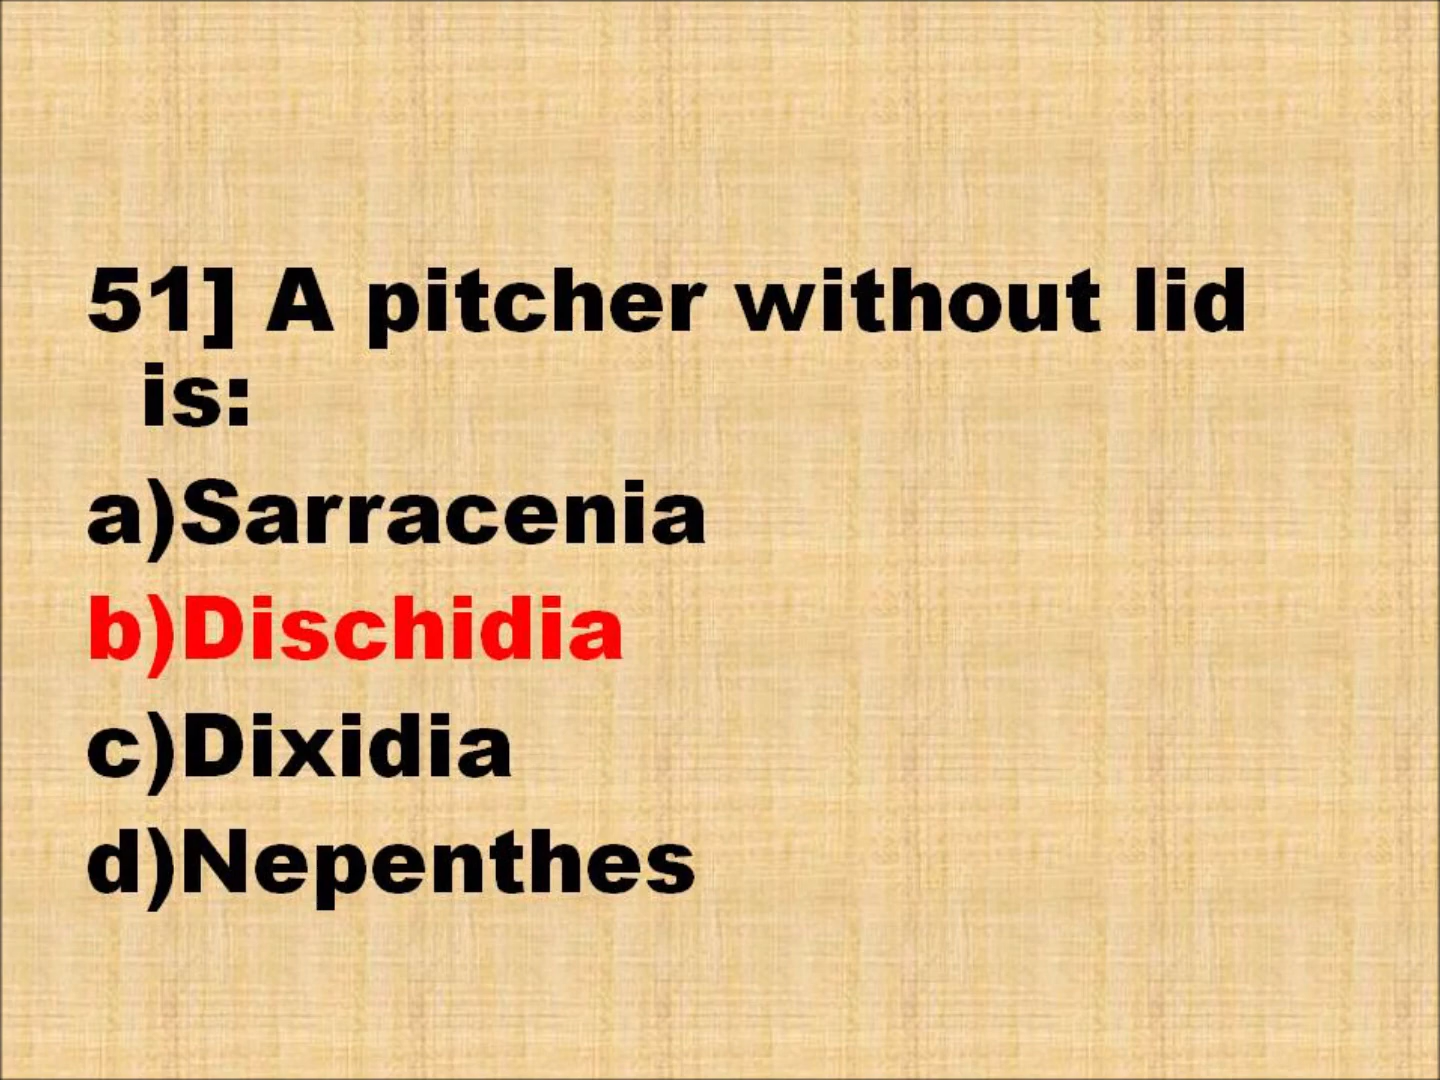 51] A pitcher without lid
is:
a)Sarracenia
b)Dischidia
c)Dixidia
d)Nepenthes